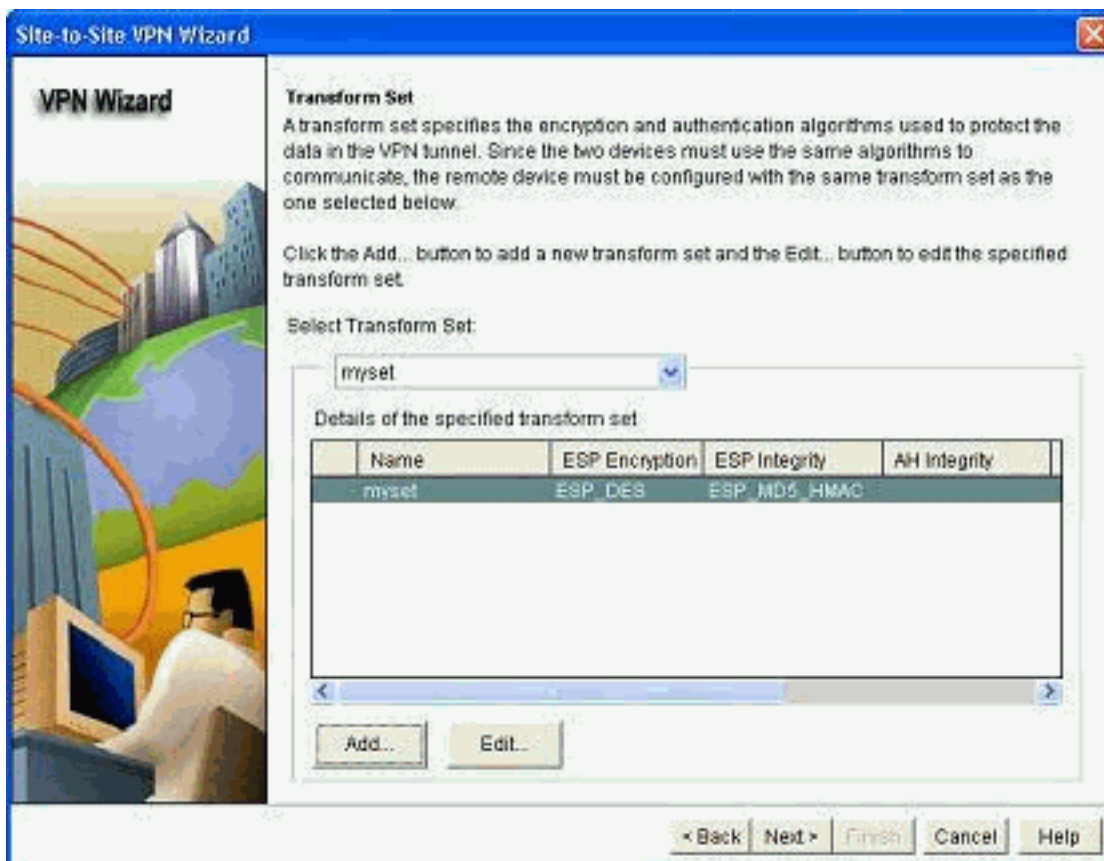 Site-to-Site VPN Wizard
VPN Wizard
Transform Set
A transform set specifies the encryption and authentication algorithms used to protect the
data in the VPN tunnel. Since the two devices must use the same algorithms to
communicate, the remote device must be configured with the same transform set as the
one selected below.
Click the Add... button to add a new transform set and the Edit... button to edit the specified
transform set.
Select Transform Set:
myset
Details of the specified transform set
Name ESP Encryption ESP Integrity AH Integrity
myset ESP_DES ESP_MD5_HMAC
Add... Edit...
< Back Next > Finish Cancel Help